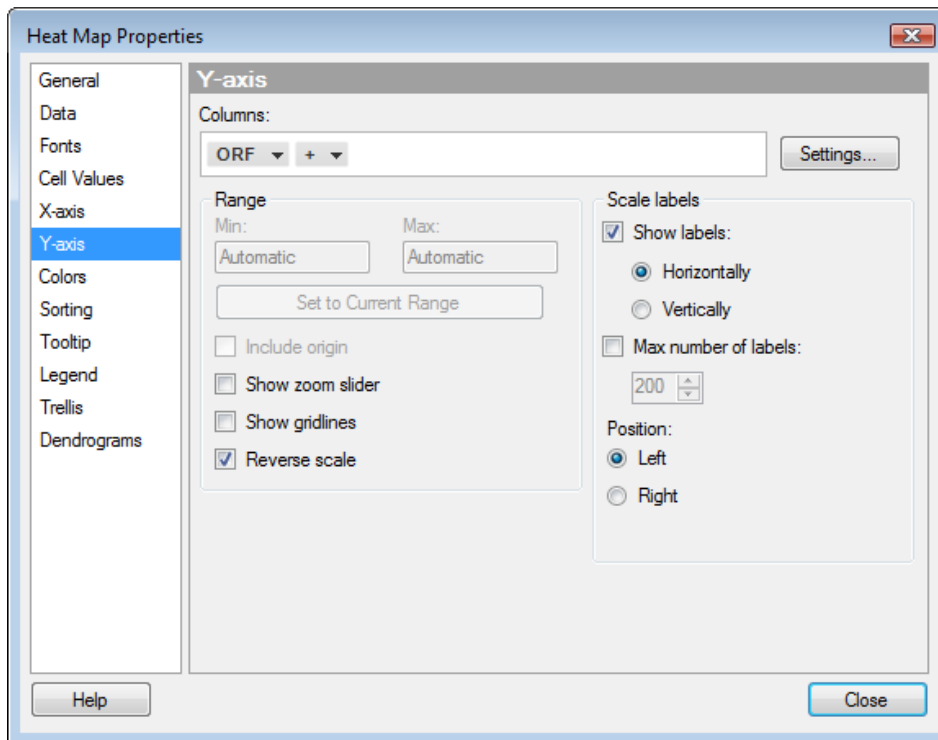 Heat Map Properties
General
Data
Fonts
Cell Values
X-axis
Y-axis
Colors
Sorting
Tooltip
Legend
Trellis
Dendrograms
Y-axis
Columns:
ORF +
Settings...
Range
Min: Max:
Automatic Automatic
Set to Current Range
Include origin
Show zoom slider
Show gridlines
Reverse scale
Scale labels
Show labels:
Horizontally
Vertically
Max number of labels:
200
Position:
Left
Right
Help
Close